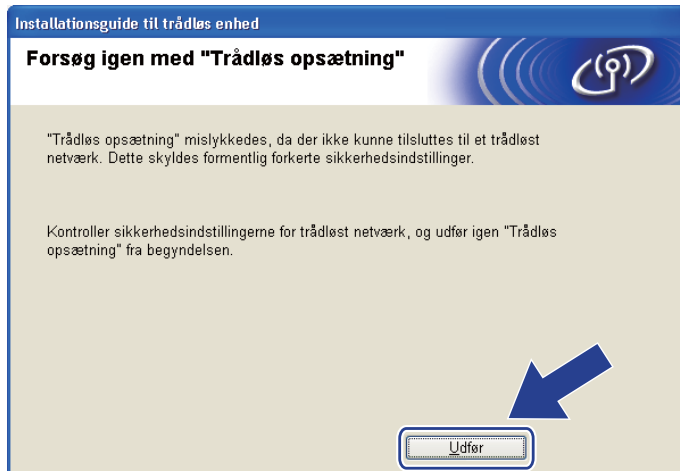 Installationsguide til trådløs enhed
Forsøg igen med "Trådløs opsætning"
"Trådløs opsætning" mislykkedes, da der ikke kunne tilsluttes til et trådløst
netværk. Dette skyldes formentlig forkerte sikkerhedsindstillinger.
Kontroller sikkerhedsindstillingerne for trådløst netværk, og udfør igen "Trådløs
opsætning" fra begyndelsen.
Udfør